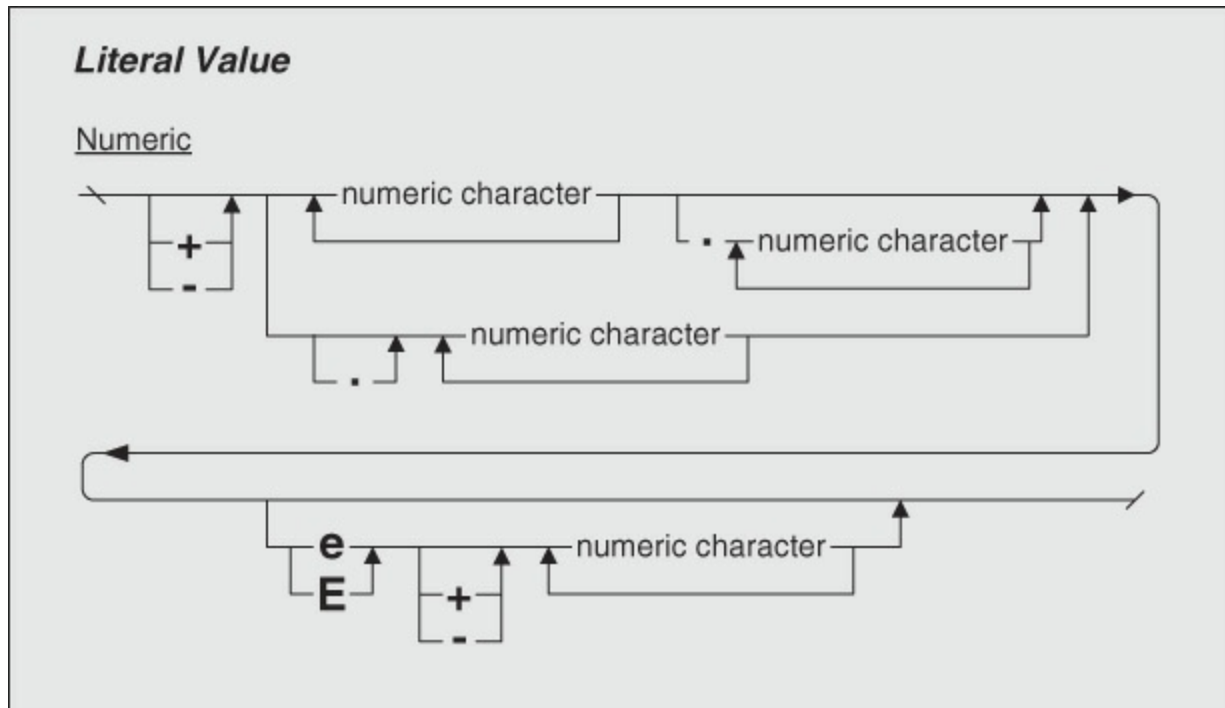 Literal Value
Numeric
numeric character
+
. numeric character
-
numeric character
.
e numeric character
E +
-